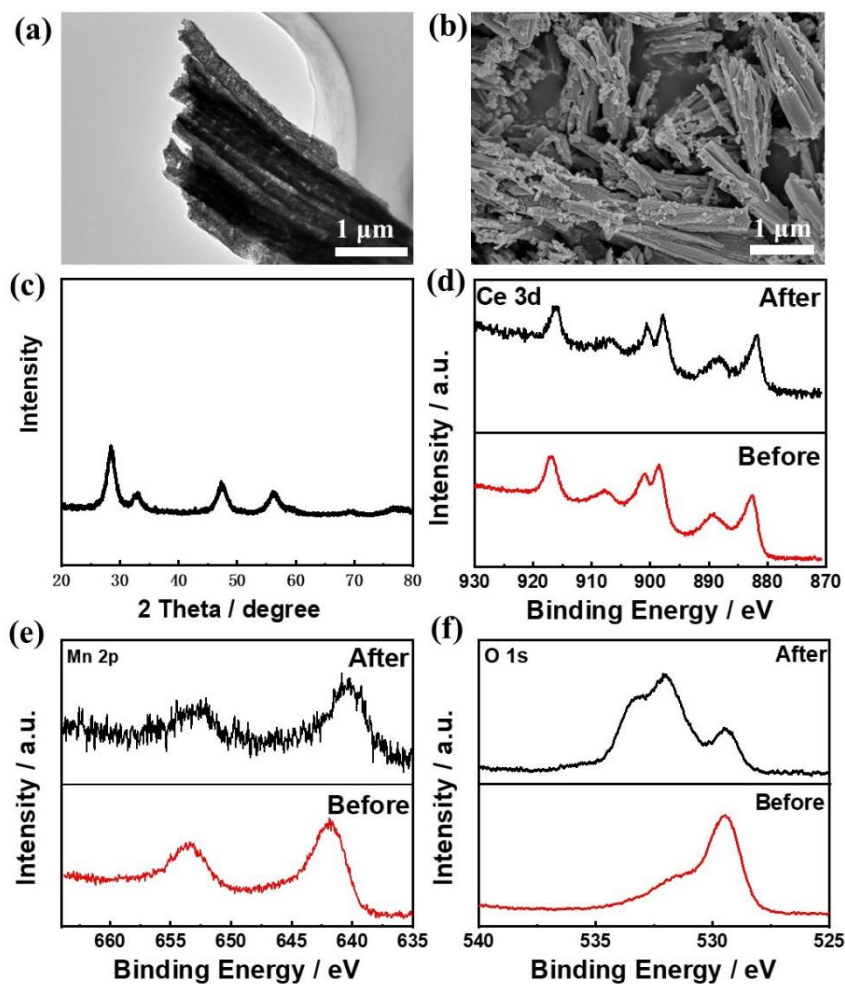 (a)
1 μm
(b)
1 μm
(c)
Intensity
20 30 40 50 60 70 80
2 Theta / degree
(d)
Ce 3d
After
Before
Intensity / a.u.
930 920 910 900 890 880 870
Binding Energy / eV
(e)
Mn 2p
After
Before
Intensity / a.u.
660 655 650 645 640 635
Binding Energy / eV
(f)
O 1s
After
Before
Intensity / a.u.
540 535 530 525
Binding Energy / eV